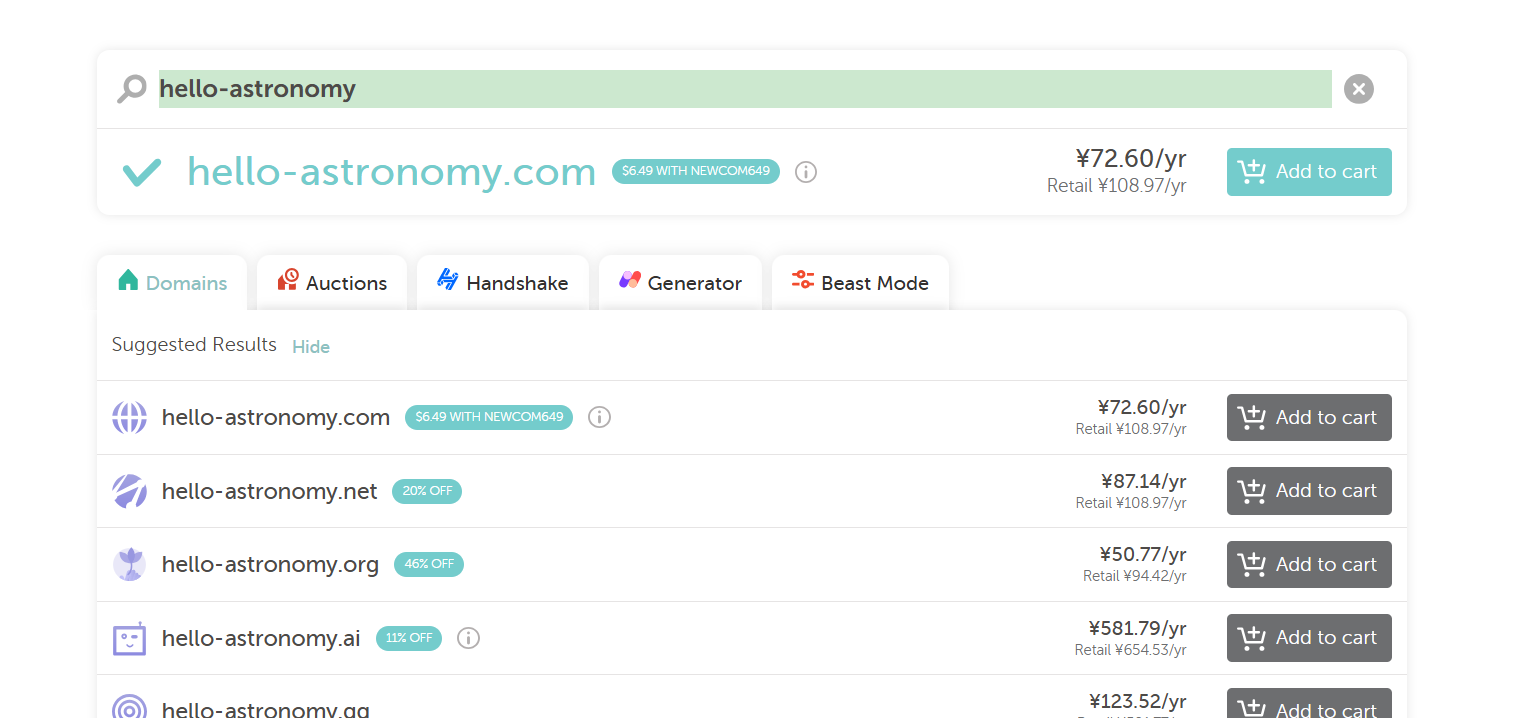 hello-astronomy
hello-astronomy.com $6.49 WITH NEWCOM649 ¥72.60/yr
Retail ¥108.97/yr
Add to cart
Domains Auctions Handshake Generator Beast Mode
Suggested Results Hide
hello-astronomy.com $6.49 WITH NEWCOM649 ¥72.60/yr
Retail ¥108.97/yr
Add to cart
hello-astronomy.net 20% OFF ¥87.14/yr
Retail ¥108.97/yr
Add to cart
hello-astronomy.org 46% OFF ¥50.77/yr
Retail ¥94.42/yr
Add to cart
hello-astronomy.ai 11% OFF ¥581.79/yr
Retail ¥654.53/yr
Add to cart
¥123.52/yr
Add to cart